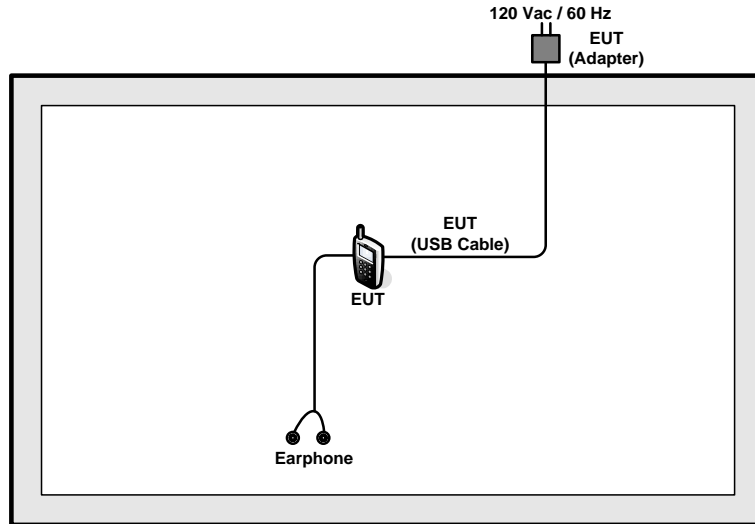 120 Vac / 60 Hz
EUT
(Adapter)
EUT
(USB Cable)
EUT
Earphone